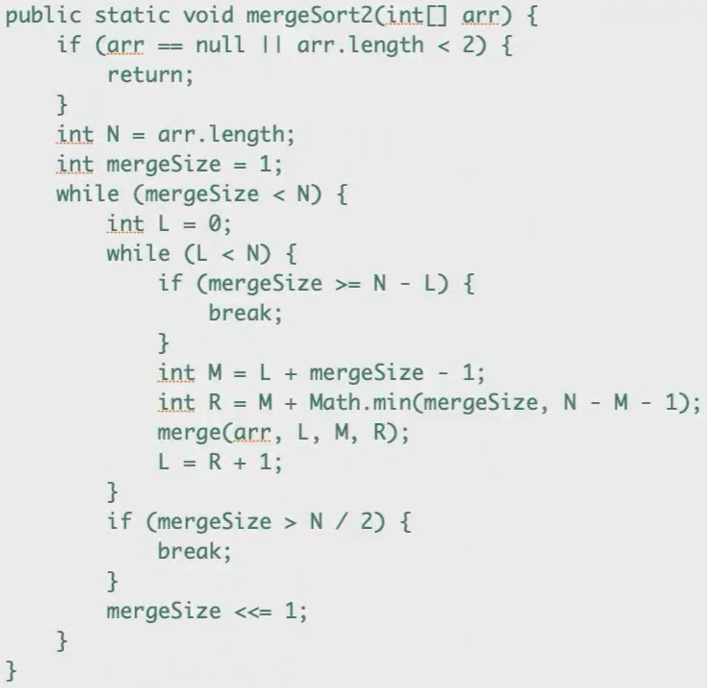 public static void mergeSort2(int[] arr) {
    if (arr == null || arr.length < 2) {
        return;
    }
    int N = arr.length;
    int mergeSize = 1;
    while (mergeSize < N) {
        int L = 0;
        while (L < N) {
            if (mergeSize >= N - L) {
                break;
            }
            int M = L + mergeSize - 1;
            int R = M + Math.min(mergeSize, N - M - 1);
            merge(arr, L, M, R);
            L = R + 1;
        }
        if (mergeSize > N / 2) {
            break;
        }
        mergeSize <<= 1;
    }
}